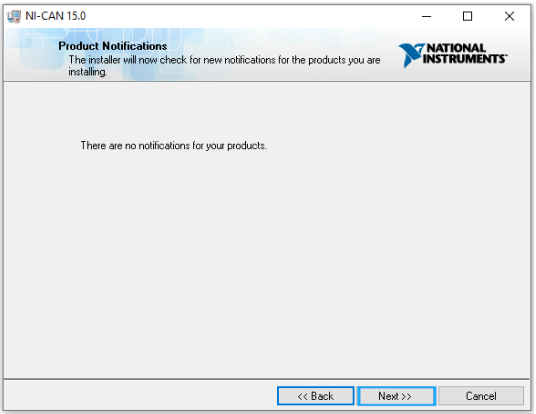 NI-CAN 15.0
Product Notifications
The installer will now check for new notifications for the products you are
installing.
NATIONAL
INSTRUMENTS™
There are no notifications for your products.
<< Back
Next >>
Cancel